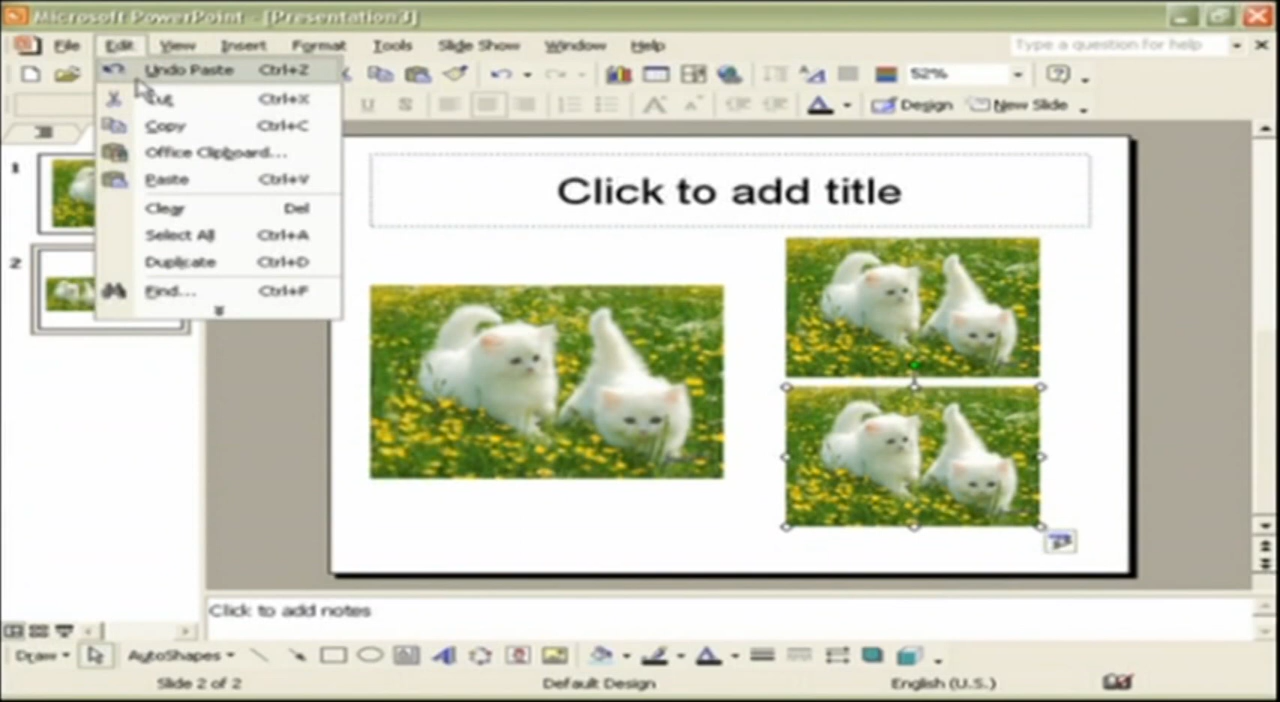 Microsoft PowerPoint - [Presentation3]
File Edit View Insert Format Tools Slide Show Window Help Type a question for help
52%
Design New Slide
Undo Paste Ctrl+Z
Cut Ctrl+X
Copy Ctrl+C
Office Clipboard...
Paste Ctrl+V
Clear Del
Select All Ctrl+A
Duplicate Ctrl+D
Find... Ctrl+F
1
2
Click to add title
Click to add notes
Draw AutoShapes
Slide 2 of 2 Default Design English (U.S.)